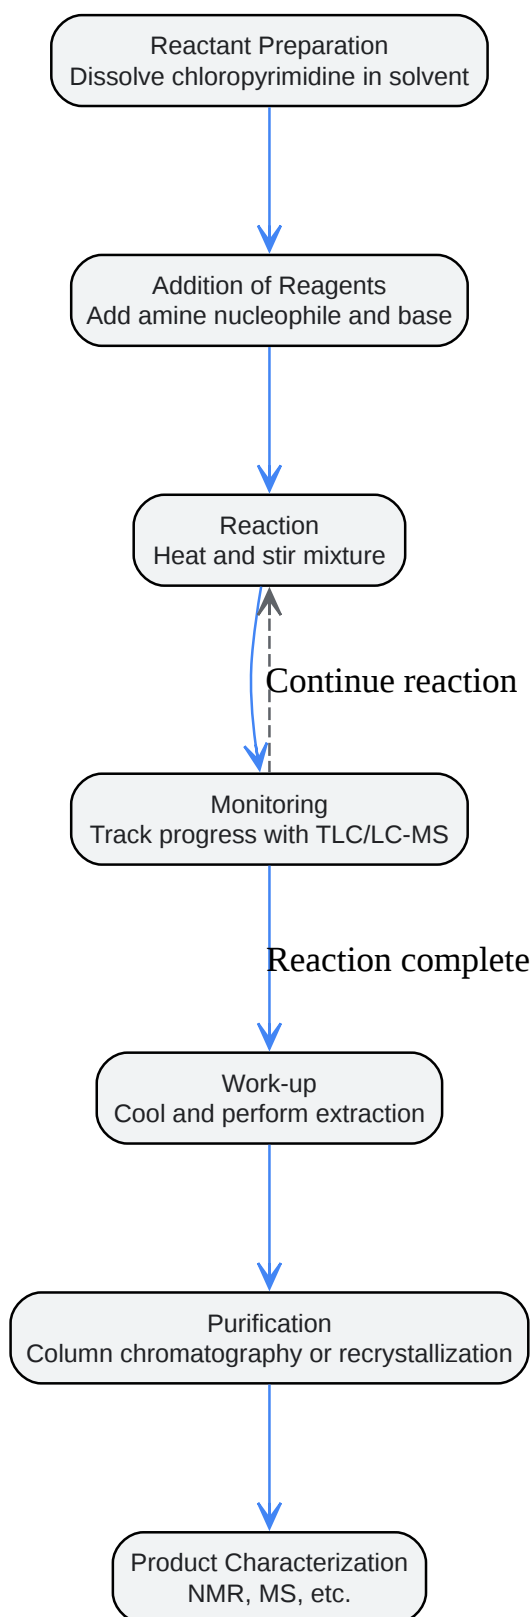 Reactant Preparation
Dissolve chloropyrimidine in solvent
Addition of Reagents
Add amine nucleophile and base
Reaction
Heat and stir mixture
Continue reaction
Monitoring
Track progress with TLC/LC-MS
Reaction complete
Work-up
Cool and perform extraction
Purification
Column chromatography or recrystallization
Product Characterization
NMR, MS, etc.